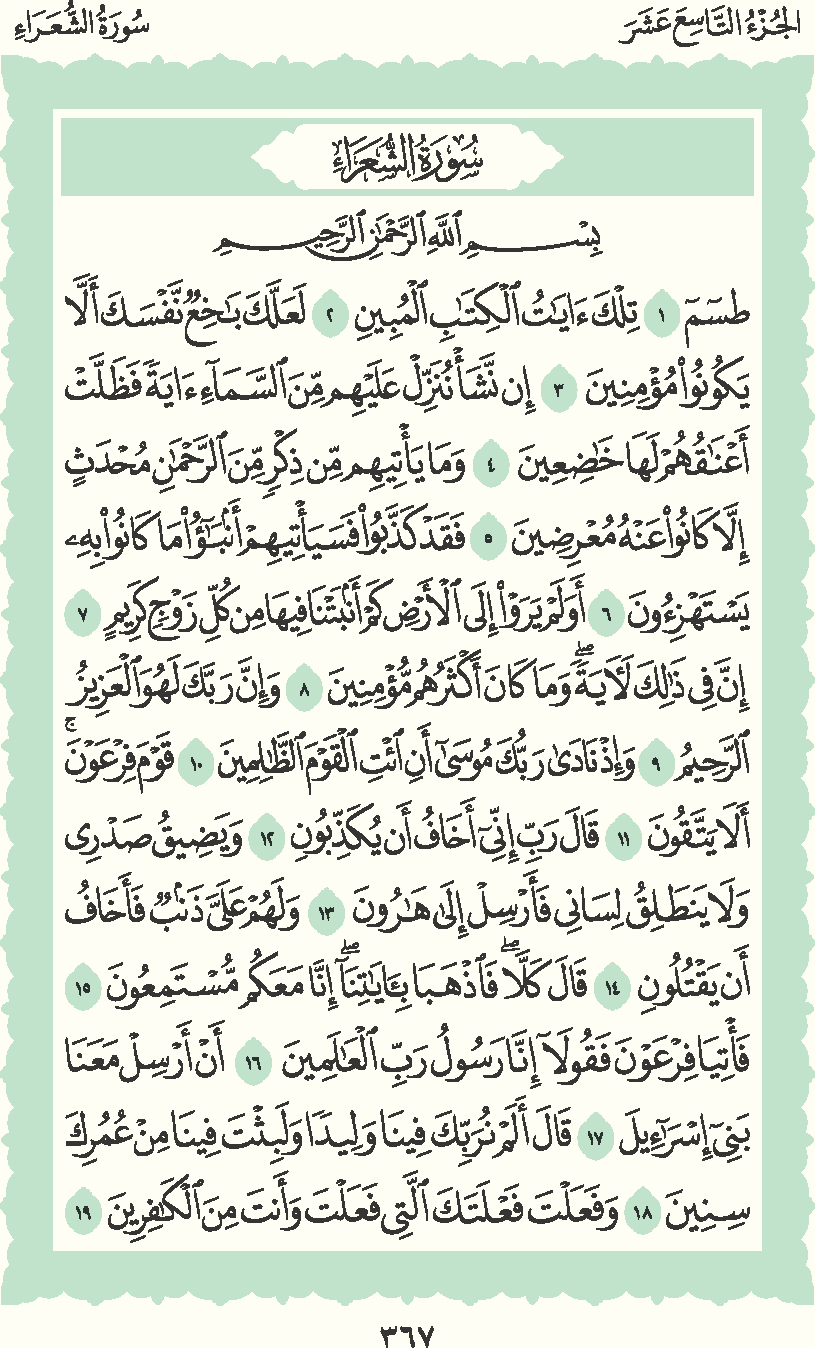 الجُزْءُ التَّاسِعَ عَشَرَ
سُورَةُ الشُّعَرَاءِ
سُورَةُ الشُّعَرَاءِ
بِسْمِ ٱللَّهِ ٱلرَّحْمَٰنِ ٱلرَّحِيمِ
طسٓمٓ ١ تِلْكَ ءَايَٰتُ ٱلْكِتَٰبِ ٱلْمُبِينِ ٢ لَعَلَّكَ بَٰخِعٌ نَّفْسَكَ أَلَّا
يَكُونُوا۟ مُؤْمِنِينَ ٣ إِن نَّشَأْ نُنَزِّلْ عَلَيْهِم مِّنَ ٱلسَّمَآءِ ءَايَةً فَظَلَّتْ
أَعْنَٰقُهُمْ لَهَا خَٰضِعِينَ ٤ وَمَا يَأْتِيهِم مِّن ذِكْرٍ مِّنَ ٱلرَّحْمَٰنِ مُحْدَثٍ
إِلَّا كَانُوا۟ عَنْهُ مُعْرِضِينَ ٥ فَقَدْ كَذَّبُوا۟ فَسَيَأْتِيهِمْ أَنۢبَٰٓؤُا۟ مَا كَانُوا۟ بِهِۦ
يَسْتَهْزِءُونَ ٦ أَوَلَمْ يَرَوْا۟ إِلَى ٱلْأَرْضِ كَمْ أَنۢبَتْنَا فِيهَا مِن كُلِّ زَوْجٍ كَرِيمٍ ٧
إِنَّ فِى ذَٰلِكَ لَءَايَةً ۖ وَمَا كَانَ أَكْثَرُهُم مُّؤْمِنِينَ ٨ وَإِنَّ رَبَّكَ لَهُوَ ٱلْعَزِيزُ
ٱلرَّحِيمُ ٩ وَإِذْ نَادَىٰ رَبُّكَ مُوسَىٰٓ أَنِ ٱئْتِ ٱلْقَوْمَ ٱلظَّٰلِمِينَ ١٠ قَوْمَ فِرْعَوْنَ ۚ
أَلَا يَتَّقُونَ ١١ قَالَ رَبِّ إِنِّىٓ أَخَافُ أَن يُكَذِّبُونِ ١٢ وَيَضِيقُ صَدْرِى
وَلَا يَنطَلِقُ لِسَانِى فَأَرْسِلْ إِلَىٰ هَٰرُونَ ١٣ وَلَهُمْ عَلَىَّ ذَنۢبٌ فَأَخَافُ
أَن يَقْتُلُونِ ١٤ قَالَ كَلَّا ۖ فَٱذْهَبَا بِـَٔايَٰتِنَآ ۖ إِنَّا مَعَكُم مُّسْتَمِعُونَ ١٥
فَأْتِيَا فِرْعَوْنَ فَقُولَآ إِنَّا رَسُولُ رَبِّ ٱلْعَٰلَمِينَ ١٦ أَنْ أَرْسِلْ مَعَنَا
بَنِىٓ إِسْرَٰٓءِيلَ ١٧ قَالَ أَلَمْ نُرَبِّكَ فِينَا وَلِيدًا وَلَبِثْتَ فِينَا مِنْ عُمُرِكَ
سِنِينَ ١٨ وَفَعَلْتَ فَعْلَتَكَ ٱلَّتِى فَعَلْتَ وَأَنتَ مِنَ ٱلْكَٰفِرِينَ ١٩
٣٦٧